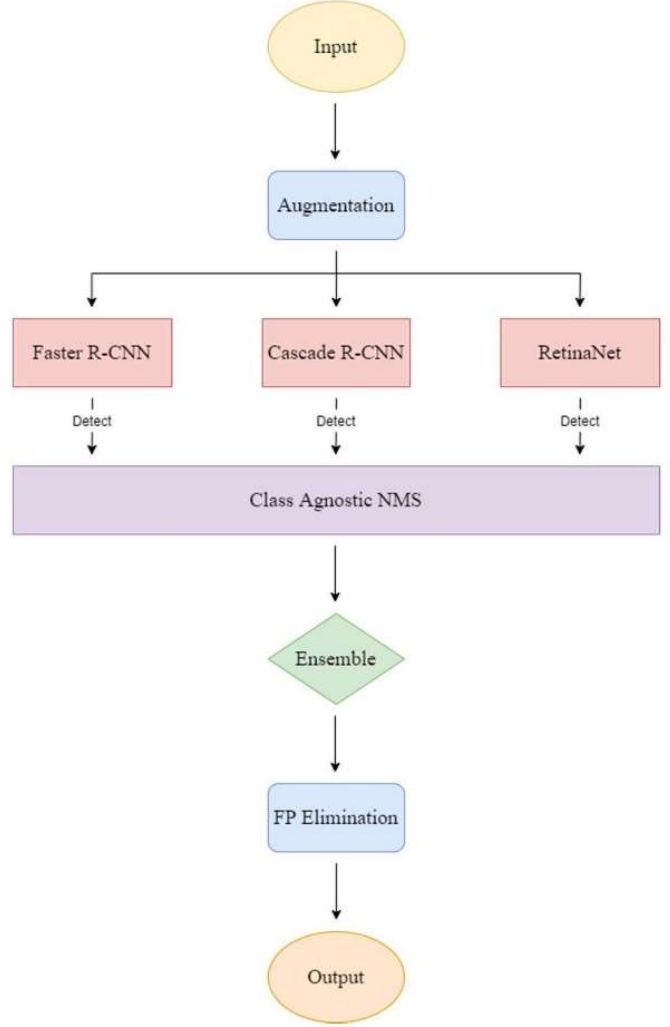 Input
Augmentation
Faster R-CNN
Cascade R-CNN
RetinaNet
Detect
Detect
Detect
Class Agnostic NMS
Ensemble
FP Elimination
Output